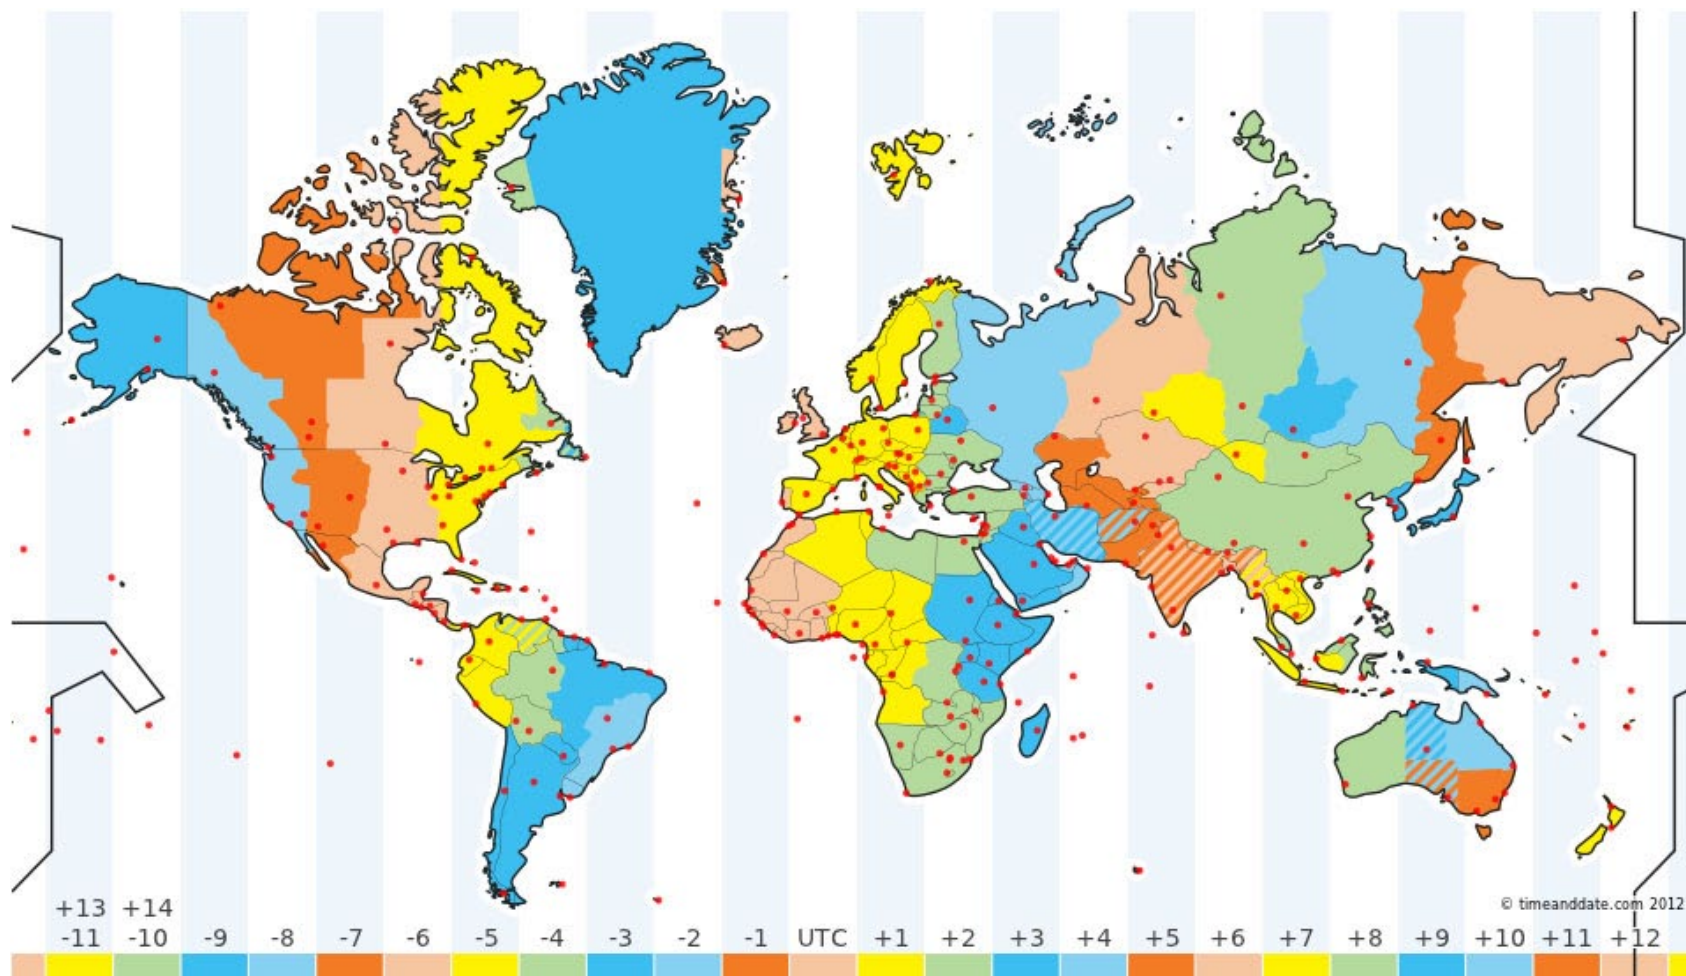 © timeanddate.com 2012
+13 +14
-11 -10 -9 -8 -7 -6 -5 -4 -3 -2 -1 UTC +1 +2 +3 +4 +5 +6 +7 +8 +9 +10 +11 +12